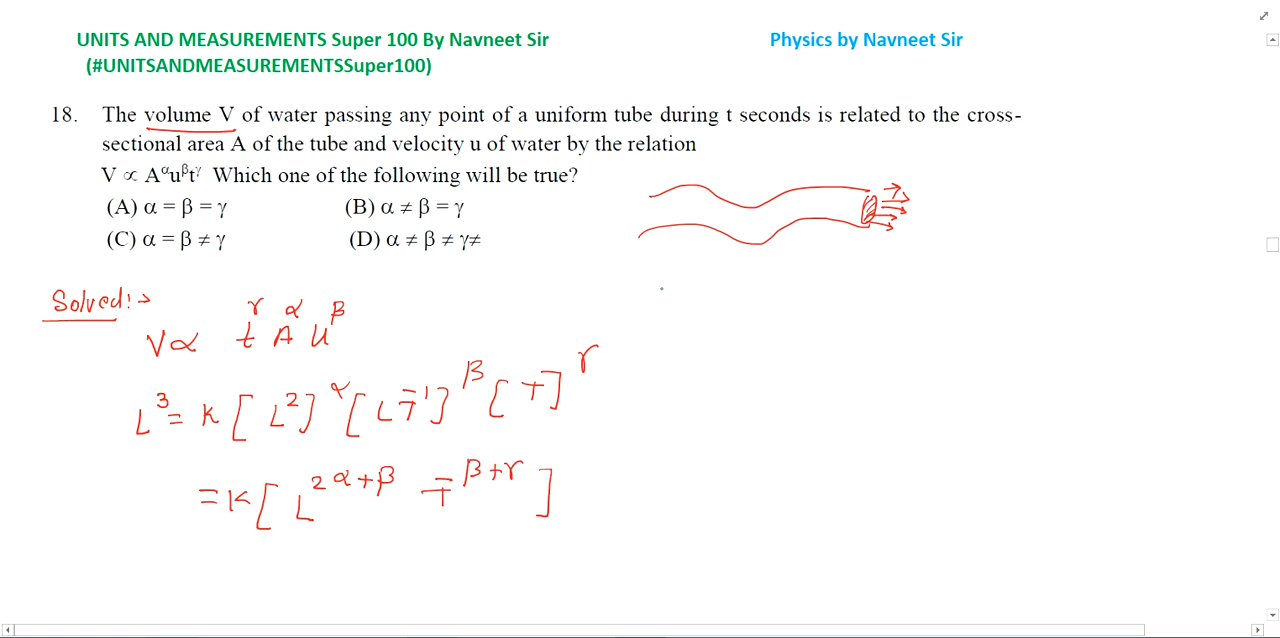 UNITS AND MEASUREMENTS Super 100 By Navneet Sir
Physics by Navneet Sir
(#UNITSANDMEASUREMENTSSuper100)
18. The volume V of water passing any point of a uniform tube during t seconds is related to the cross-
sectional area A of the tube and velocity u of water by the relation
V ∝ A^αu^βt^γ Which one of the following will be true?
(A) α = β = γ (B) α ≠ β = γ
(C) α = β ≠ γ (D) α ≠ β ≠ γ≠
Solved:->
V∝ t^γ A^α u^β
L^3 = K [L^2]^α [LT^-1]^β [T]^γ
= K [L^2α+β T^-β+γ]